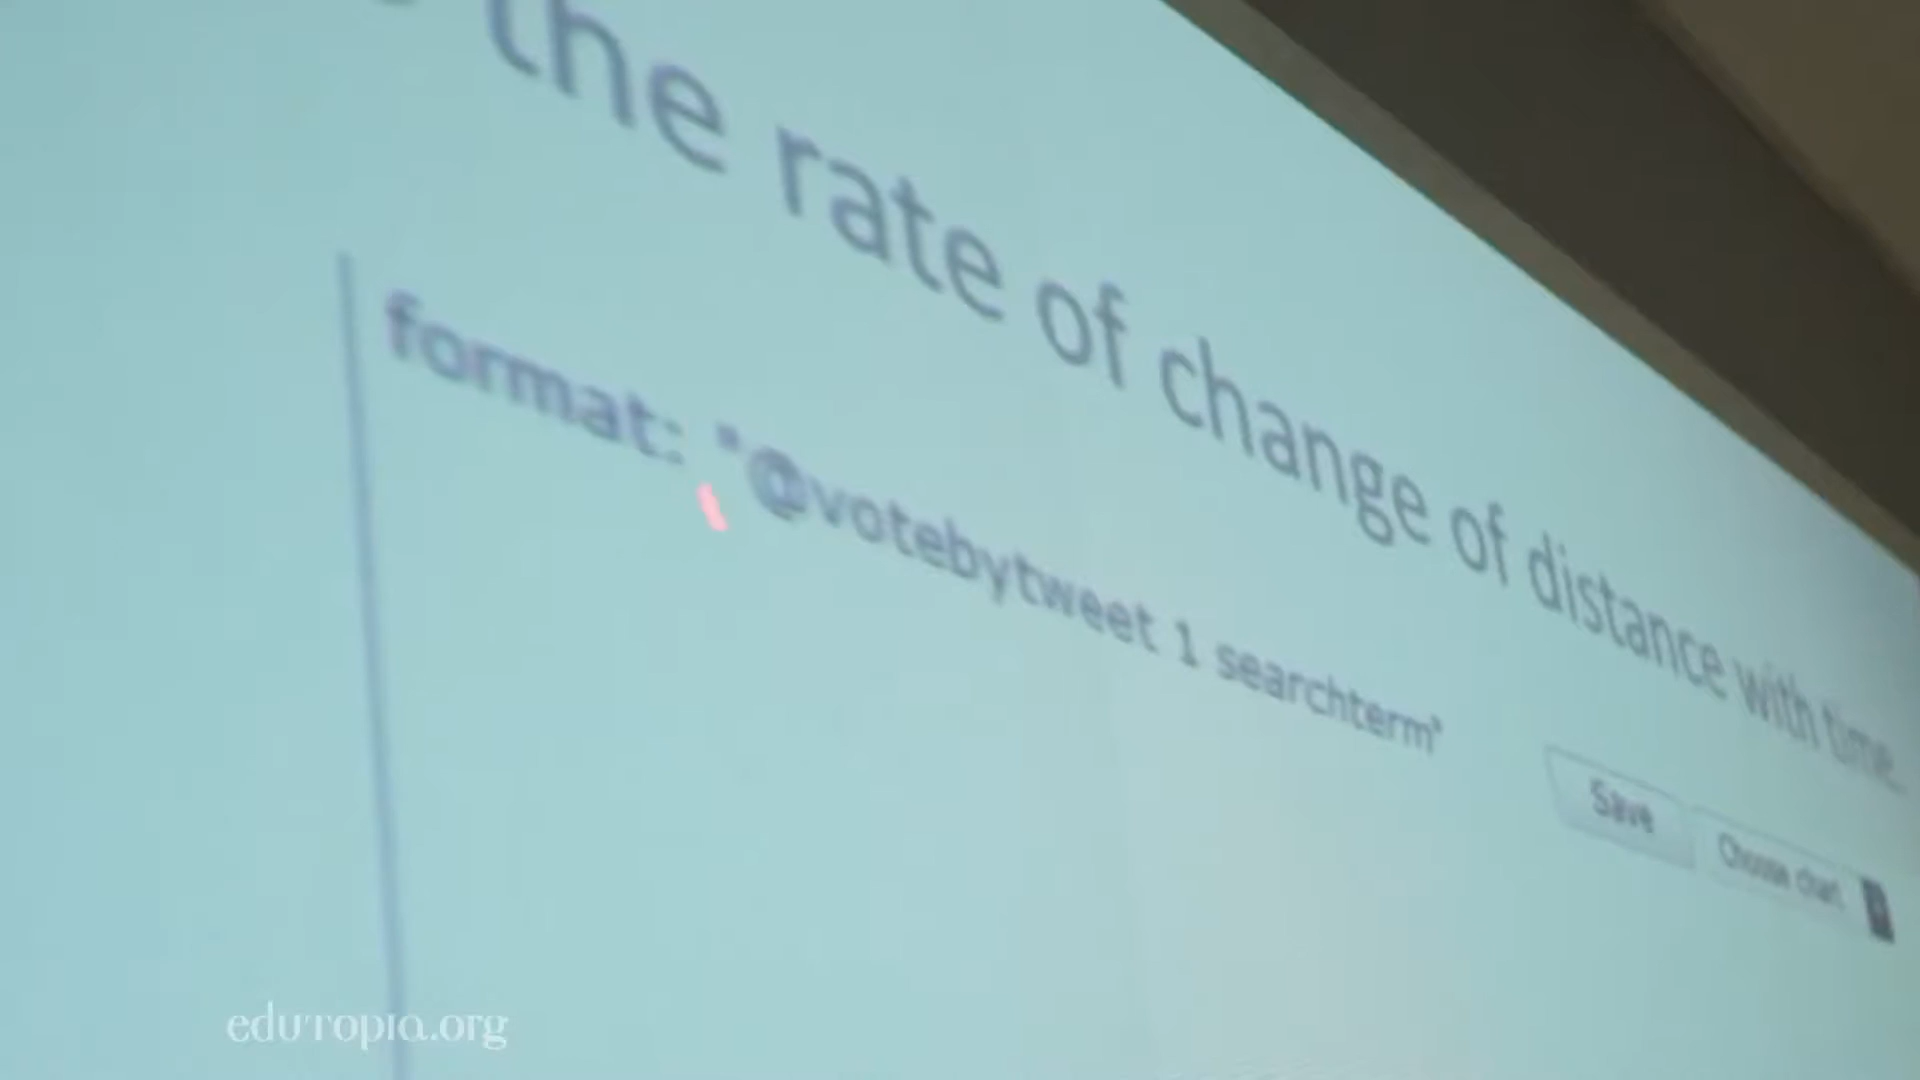 the rate of change of distance with time.
format: "@votebytweet 1 searchterm"
Save
Choose chart
edutopia.org